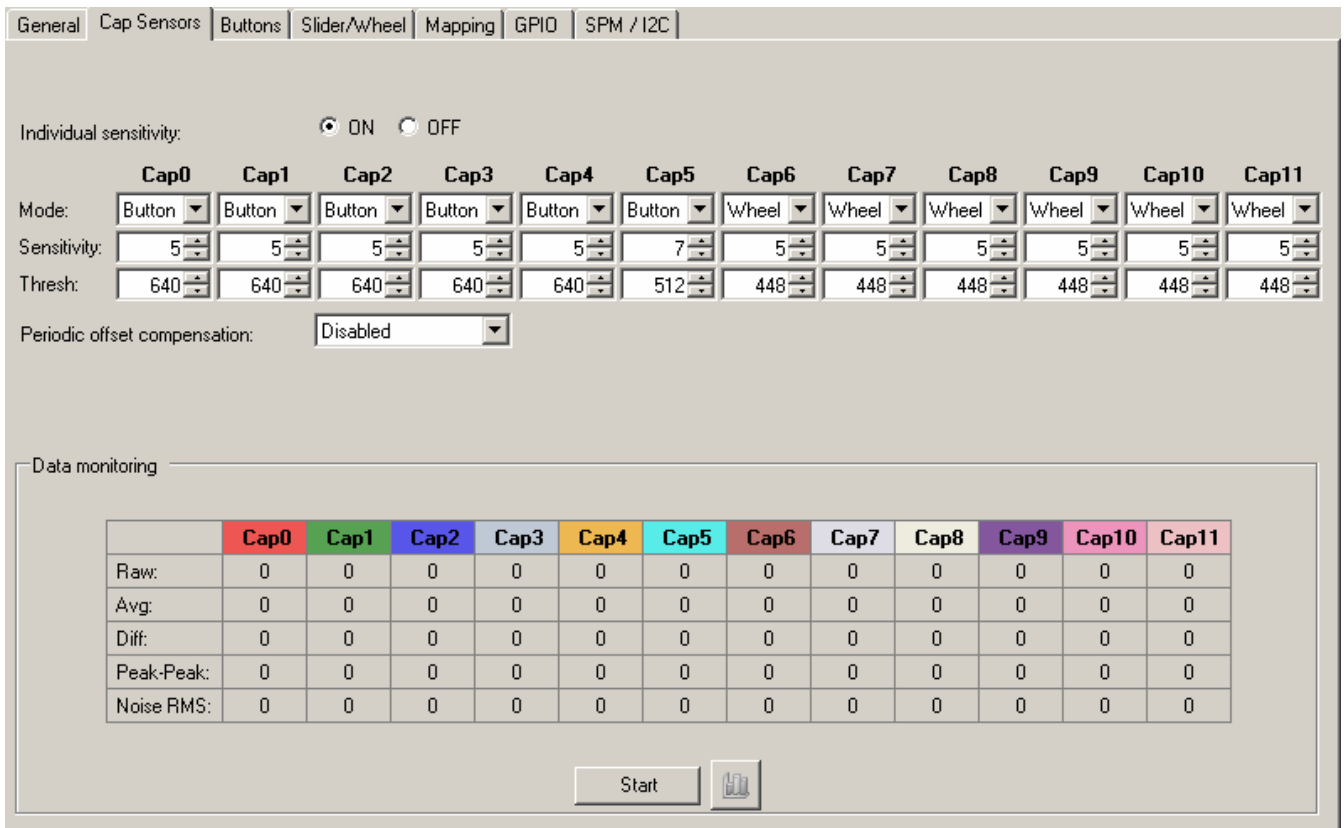 General Cap Sensors Buttons Slider/Wheel Mapping GPIO SPM / I2C
Individual sensitivity: ON OFF
Cap0 Cap1 Cap2 Cap3 Cap4 Cap5 Cap6 Cap7 Cap8 Cap9 Cap10 Cap11
Mode: Button Button Button Button Button Button Wheel Wheel Wheel Wheel Wheel Wheel
Sensitivity: 5 5 5 5 5 7 5 5 5 5 5 5
Thresh: 640 640 640 640 640 512 448 448 448 448 448 448
Periodic offset compensation: Disabled
Data monitoring
Cap0 Cap1 Cap2 Cap3 Cap4 Cap5 Cap6 Cap7 Cap8 Cap9 Cap10 Cap11
Raw: 0 0 0 0 0 0 0 0 0 0 0 0
Avg: 0 0 0 0 0 0 0 0 0 0 0 0
Diff: 0 0 0 0 0 0 0 0 0 0 0 0
Peak-Peak: 0 0 0 0 0 0 0 0 0 0 0 0
Noise RMS: 0 0 0 0 0 0 0 0 0 0 0 0
Start